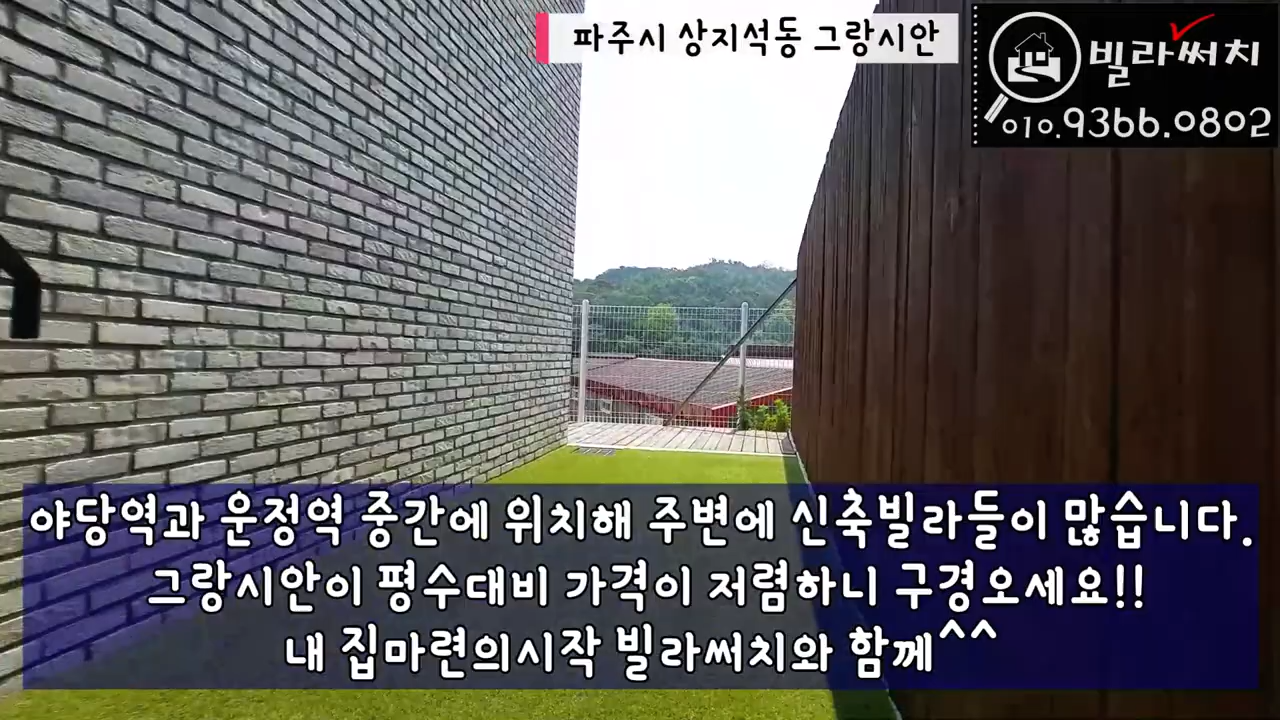 파주시 상지석동 그랑시안
빌라써치
010.9366.0802
야당역과 운정역 중간에 위치해 주변에 신축빌라들이 많습니다.
그랑시안이 평수대비 가격이 저렴하니 구경오세요!!
내 집마련의시작 빌라써치와 함께^^